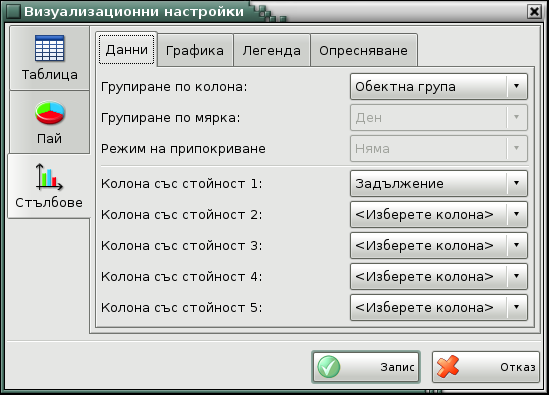 Визуализационни настройки
Таблица
Пай
Стълбове
Данни Графика Легенда Опресняване
Групиране по колона: Обектна група
Групиране по мярка: Ден
Режим на припокриване Няма
Колона със стойност 1: Задължение
Колона със стойност 2: <Изберете колона>
Колона със стойност 3: <Изберете колона>
Колона със стойност 4: <Изберете колона>
Колона със стойност 5: <Изберете колона>
Запис Отказ